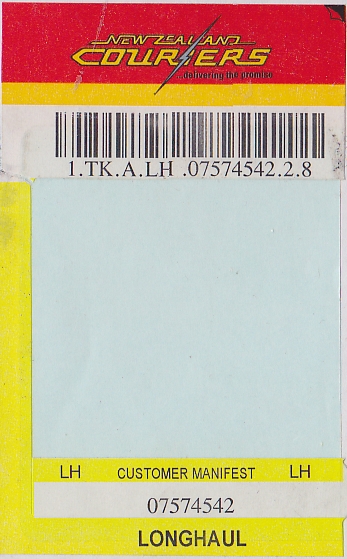 NEW ZEALAND
COURIERS
...delivering the promise
1.TK.A.LH .07574542.2.8
LH CUSTOMER MANIFEST LH
07574542
LONGHAUL